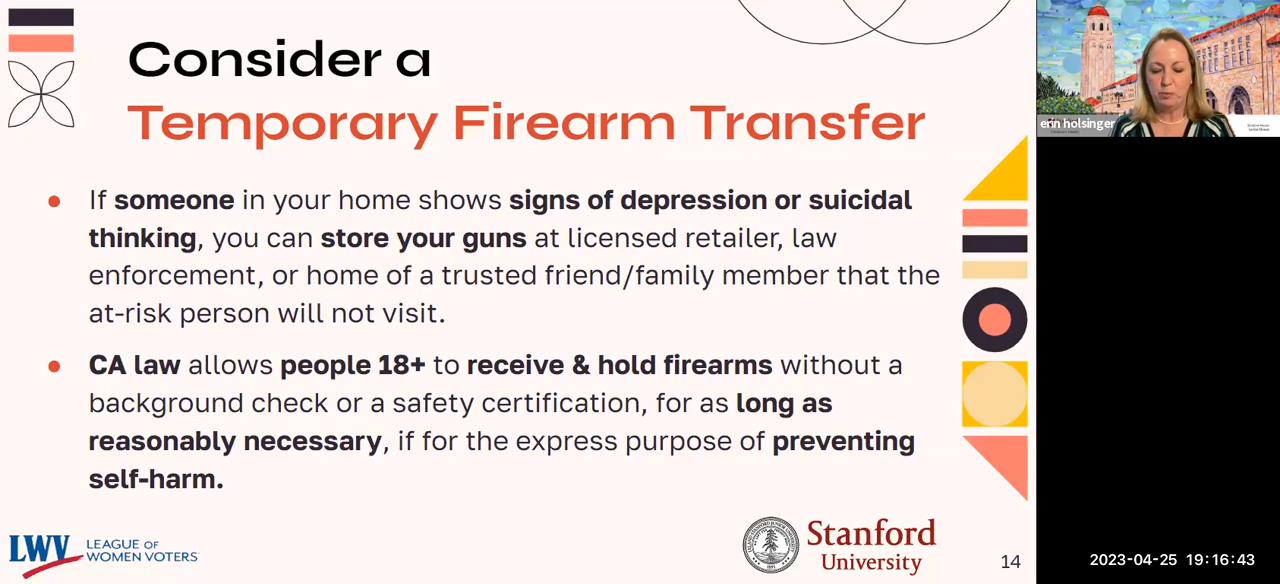 Consider a
Temporary Firearm Transfer
● If someone in your home shows signs of depression or suicidal
thinking, you can store your guns at licensed retailer, law
enforcement, or home of a trusted friend/family member that the
at-risk person will not visit.
● CA law allows people 18+ to receive & hold firearms without a
background check or a safety certification, for as long as
reasonably necessary, if for the express purpose of preventing
self-harm.
LWV LEAGUE OF
WOMEN VOTERS
Stanford
University
14
erin holsinger
2023-04-25 19:16:43